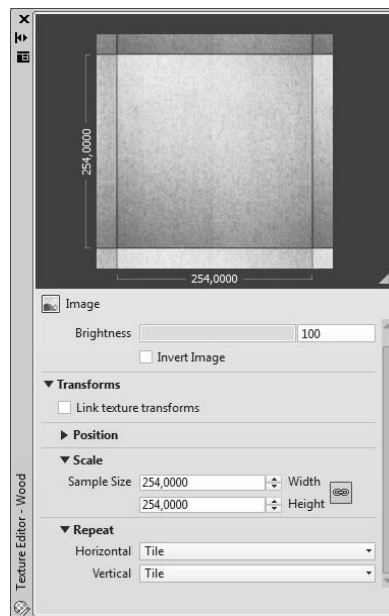 254,0000
254,0000
Image
Brightness 100
Invert Image
Transforms
Link texture transforms
Position
Scale
Sample Size 254,0000 Width
254,0000 Height
Repeat
Horizontal Tile
Vertical Tile
Texture Editor - Wood